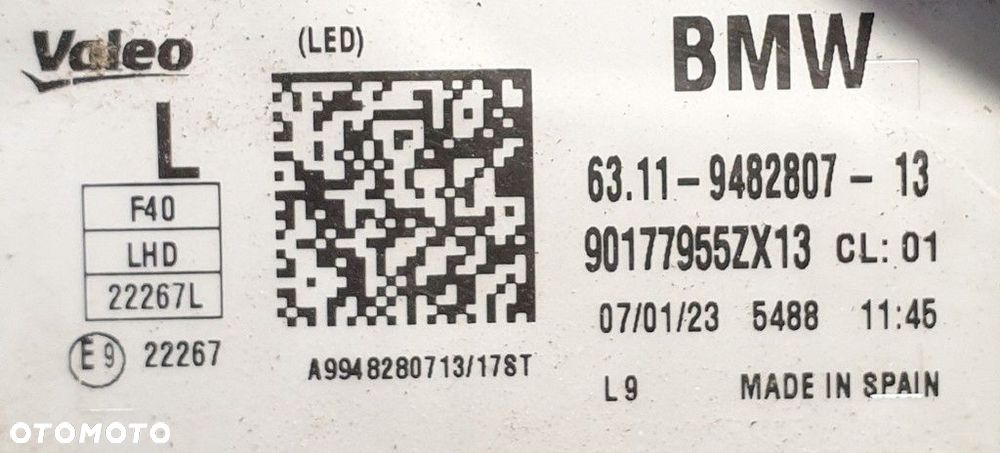 Valeo
(LED)
BMW
L
F40
LHD
22267L
E9 22267
A9948280713/17ST
63.11-9482807-13
90177955ZX13 CL: 01
07/01/23 5488 11:45
L9 MADE IN SPAIN
OTOMOTO